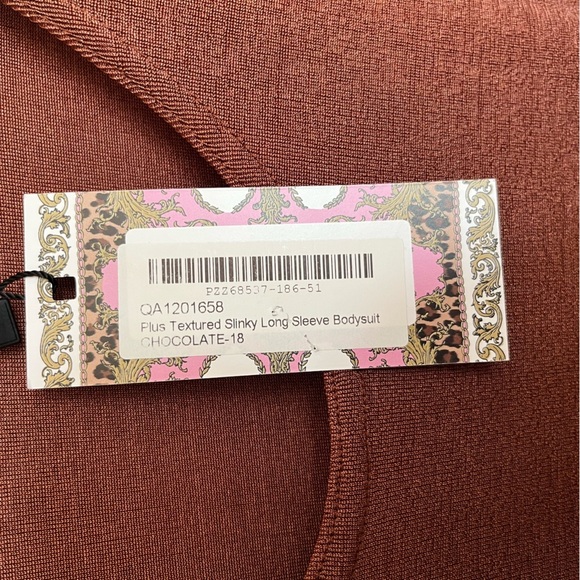 PZZ68537-186-51
QA1201658
Plus Textured Slinky Long Sleeve Bodysuit
CHOCOLATE-18